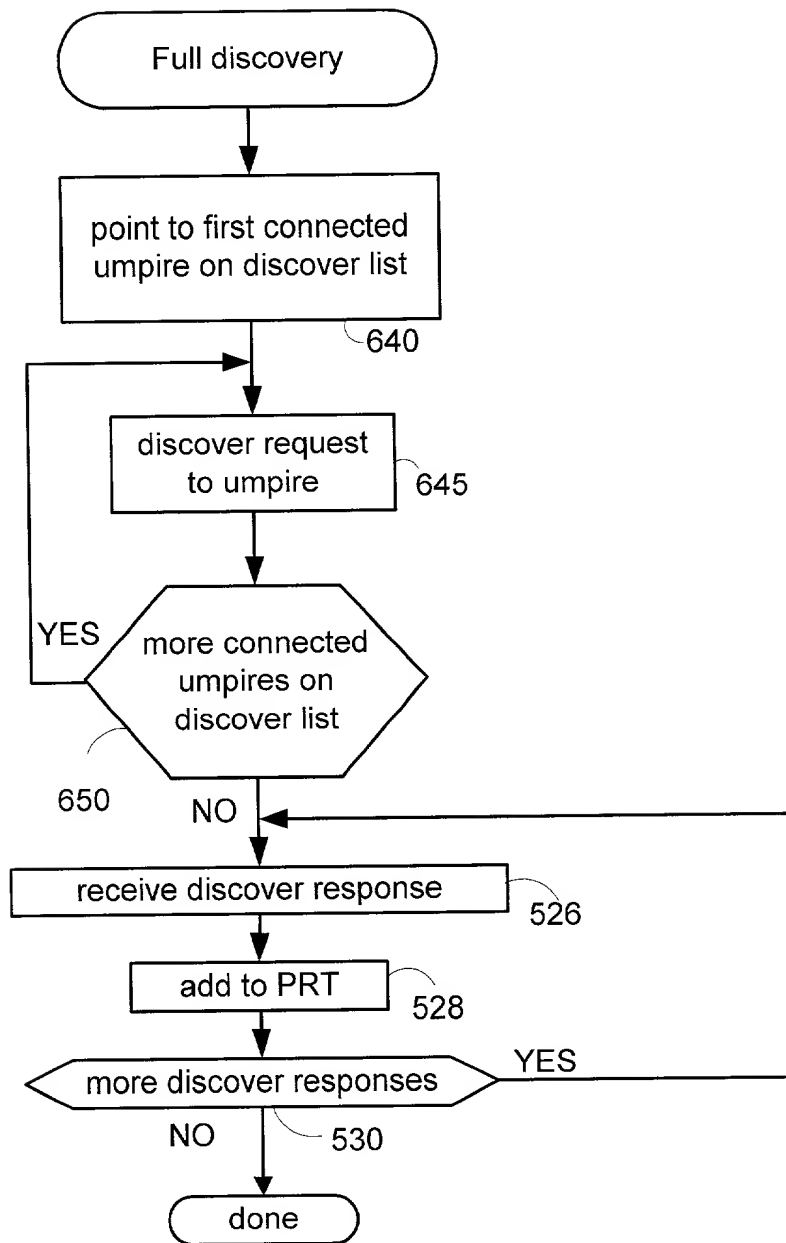 Full discovery
point to first connected
umpire on discover list
640
discover request
to umpire
645
YES
more connected
umpires on
discover list
650
NO
receive discover response
526
add to PRT
528
more discover responses
YES
530
NO
done